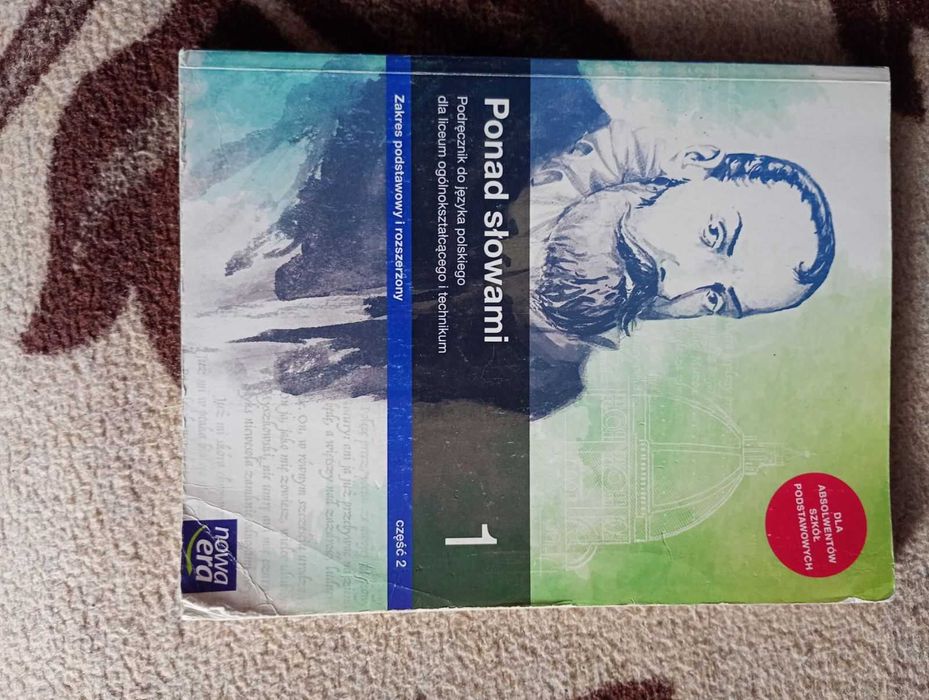 DLA
ABSOLWENTÓW
SZKÓŁ
PODSTAWOWYCH
Ponad słowami
1
Podręcznik do języka polskiego
dla liceum ogólnokształcącego i technikum
Zakres podstawowy i rozszerzony
część 2
nowa
era